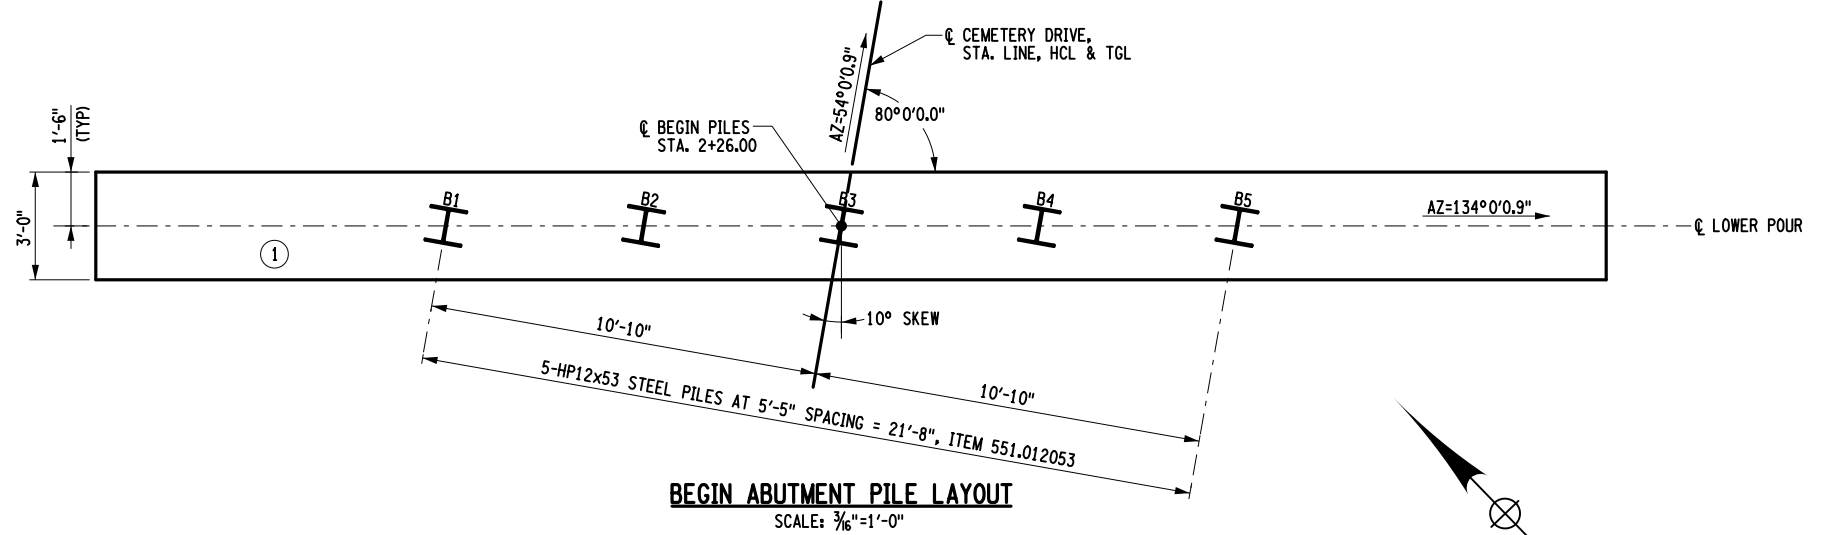 ℄ CEMETERY DRIVE,
STA. LINE, HCL & TGL
AZ=54°0'0.9"
80°0'0.0"
℄ BEGIN PILES
STA. 2+26.00
1'-6"
(TYP)
3'-0"
B1
B2
B3
B4
B5
AZ=134°0'0.9"
℄ LOWER POUR
1
10° SKEW
10'-10"
10'-10"
5-HP12x53 STEEL PILES AT 5'-5" SPACING = 21'-8", ITEM 551.012053
BEGIN ABUTMENT PILE LAYOUT
SCALE: 3/16"=1'-0"